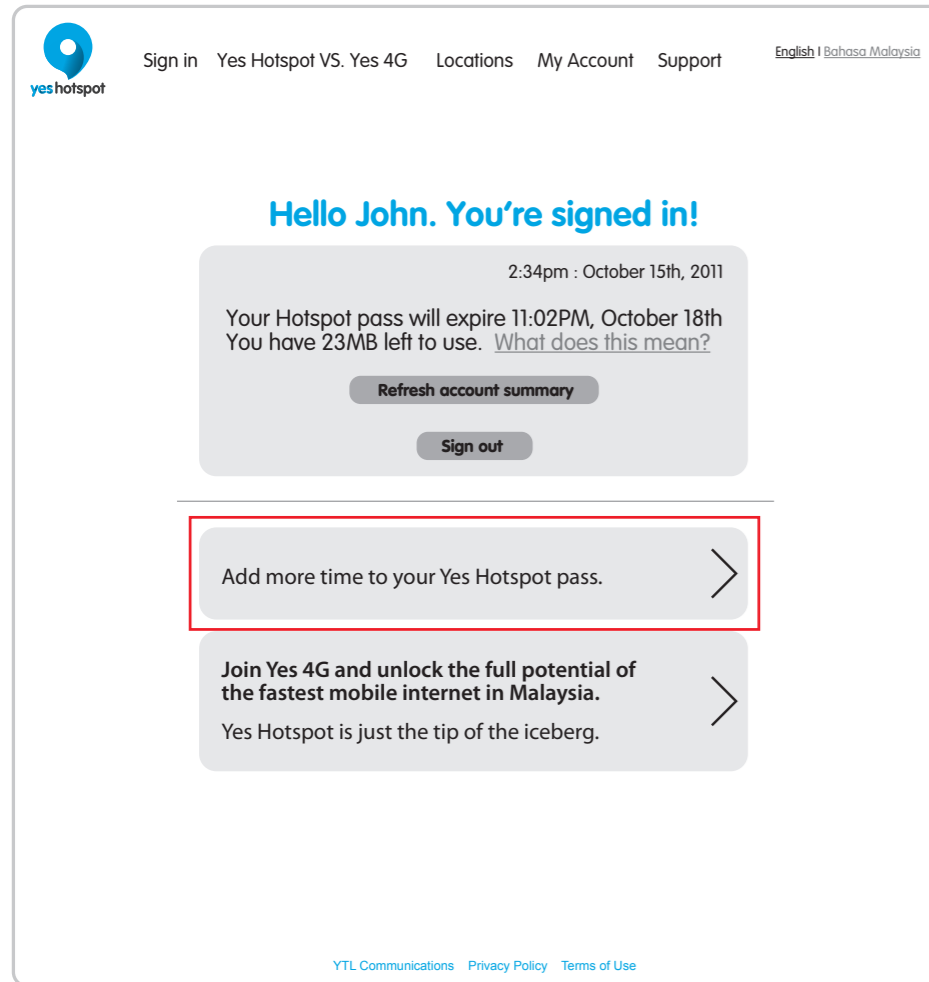 yes hotspot
Sign in Yes Hotspot VS. Yes 4G Locations My Account Support English | Bahasa Malaysia
Hello John. You're signed in!
2:34pm : October 15th, 2011
Your Hotspot pass will expire 11:02PM, October 18th
You have 23MB left to use. What does this mean?
Refresh account summary
Sign out
Add more time to your Yes Hotspot pass.
Join Yes 4G and unlock the full potential of
the fastest mobile internet in Malaysia.
Yes Hotspot is just the tip of the iceberg.
YTL Communications Privacy Policy Terms of Use